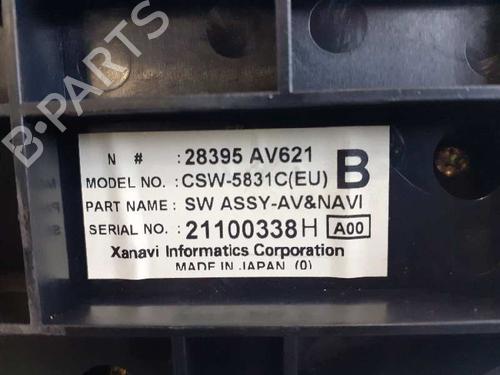 B-PARTS
N # : 28395 AV621
MODEL NO. : CSW-5831C(EU) B
PART NAME : SW ASSY-AV&NAVI
SERIAL NO. : 21100338H A00
Xanavi Informatics Corporation
MADE IN JAPAN (0)